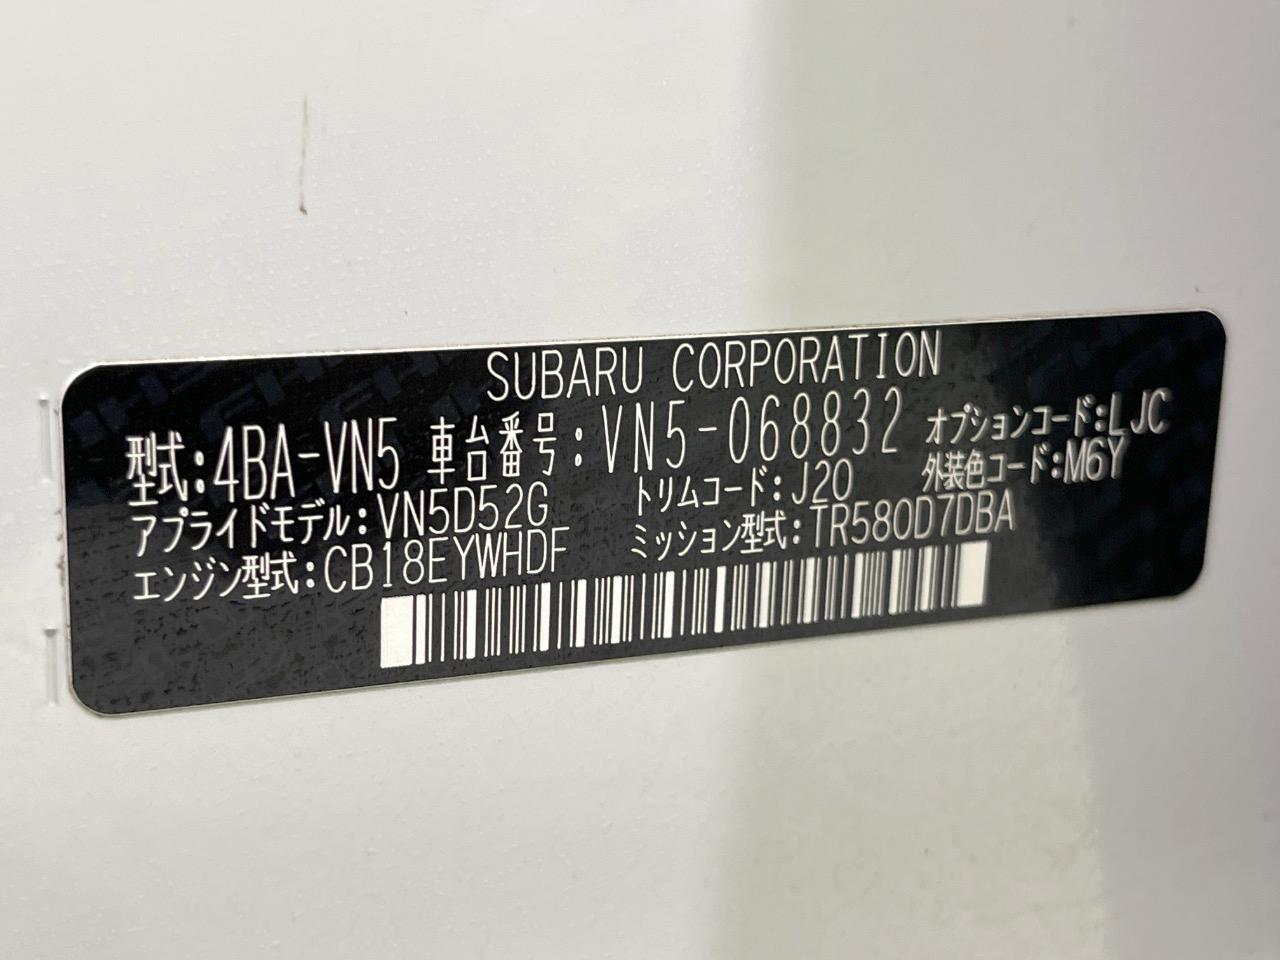 SUBARU CORPORATION
型式:4BA-VN5 車台番号:VN5-068832 オプションコード:LJC
アプライドモデル:VN5D52G トリムコード:J20 外装色コード:M6Y
エンジン型式:CB18EYWHDF ミッション型式:TR580D7DBA